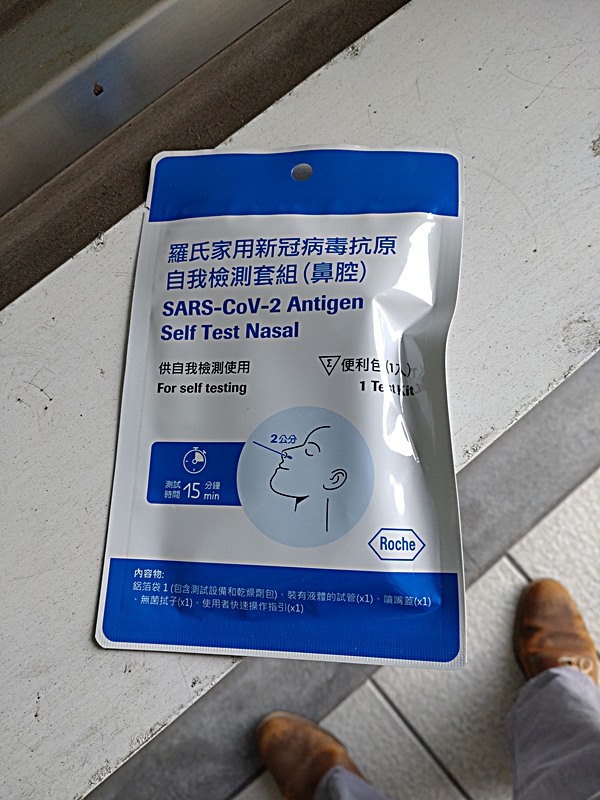 羅氏家用新冠病毒抗原
自我檢測套組(鼻腔)
SARS-CoV-2 Antigen
Self Test Nasal
供自我檢測使用
For self testing
Σ 便利包(1入)
1 Test Kit
2公分
測試時間 15 分鐘 min
Roche
內容物:
鋁箔袋 1 (包含測試設備和乾燥劑包)、裝有液體的試管(x1)、噴嘴蓋(x1)
、無菌拭子(x1)、使用者快速操作指引(x1)